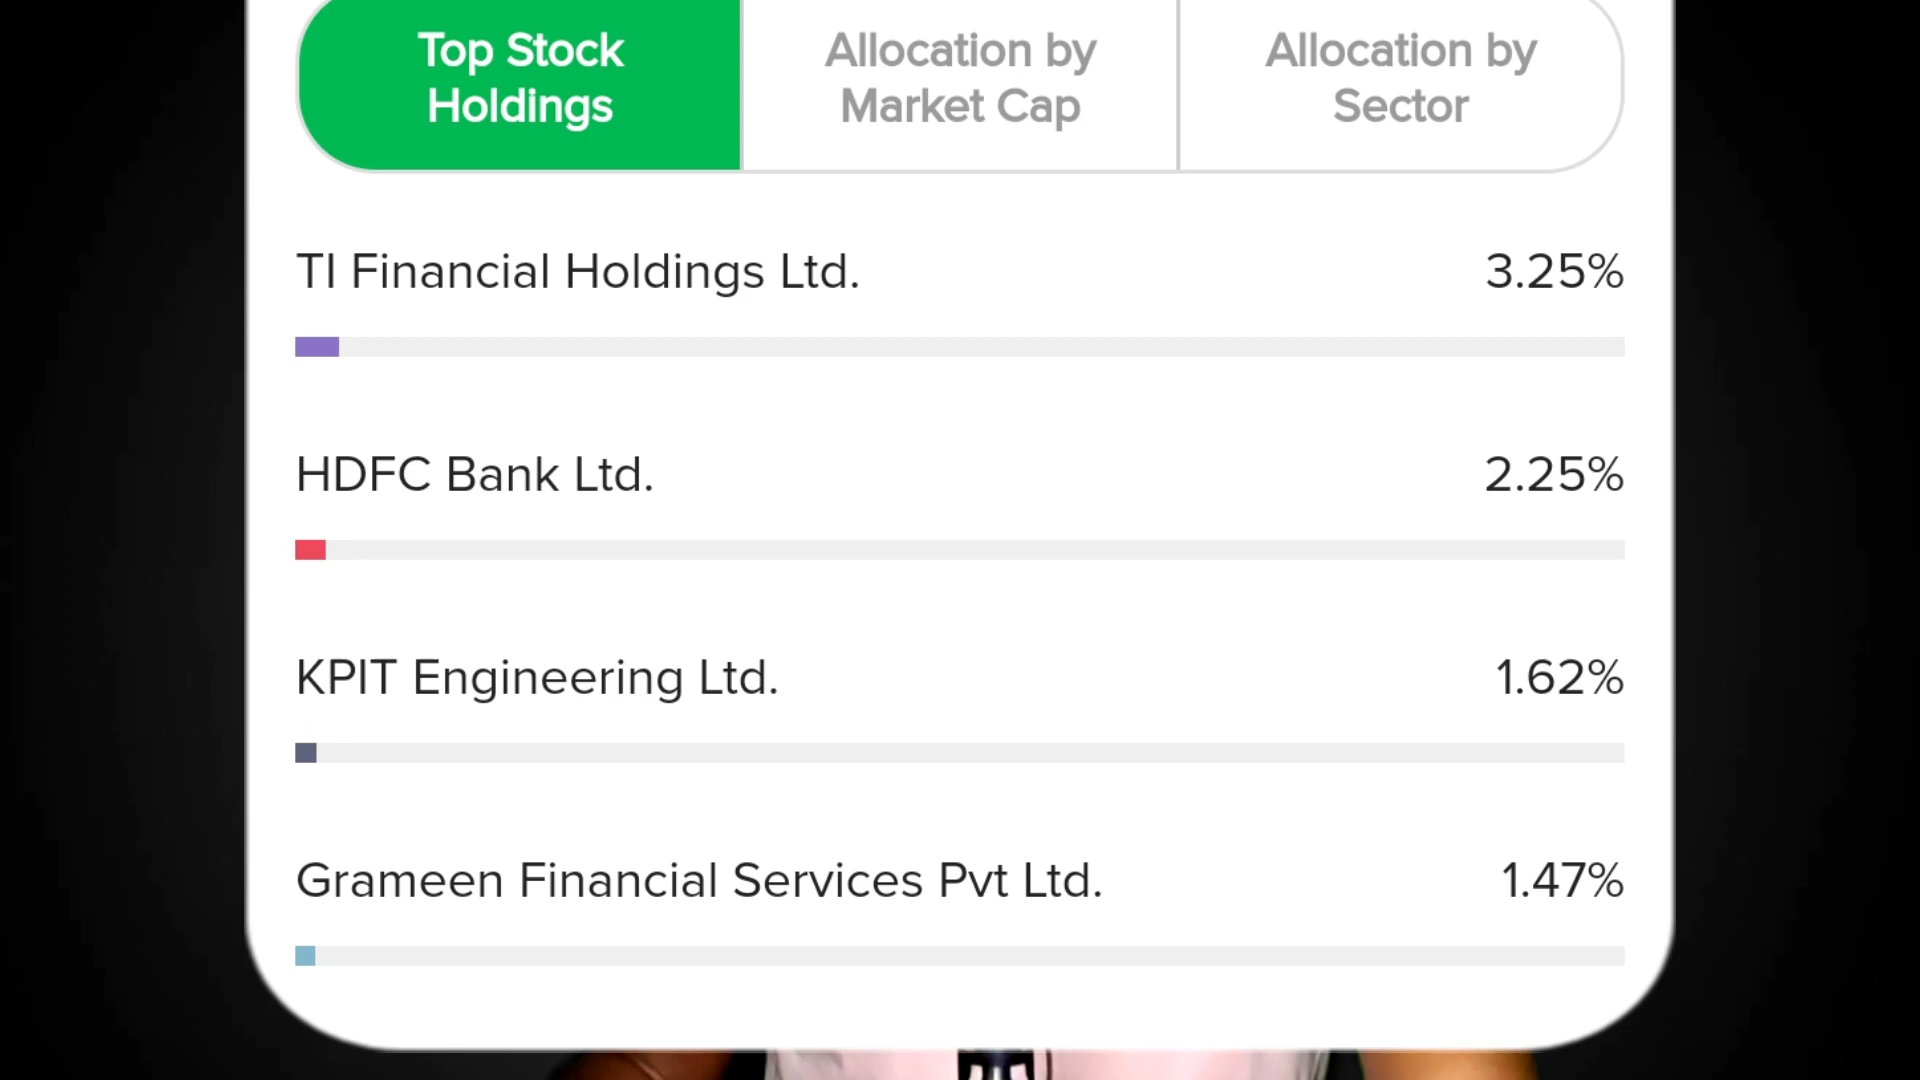 Top Stock
Holdings
Allocation by
Market Cap
Allocation by
Sector
TI Financial Holdings Ltd. 3.25%
HDFC Bank Ltd. 2.25%
KPIT Engineering Ltd. 1.62%
Grameen Financial Services Pvt Ltd. 1.47%